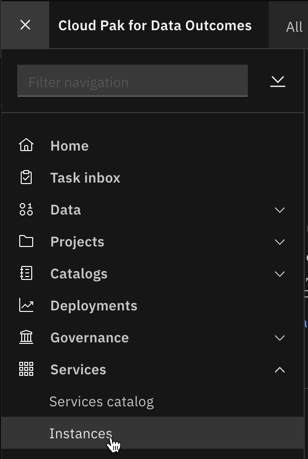 Cloud Pak for Data Outcomes
All
Filter navigation
Home
Task inbox
Data
Projects
Catalogs
Deployments
Governance
Services
Services catalog
Instances